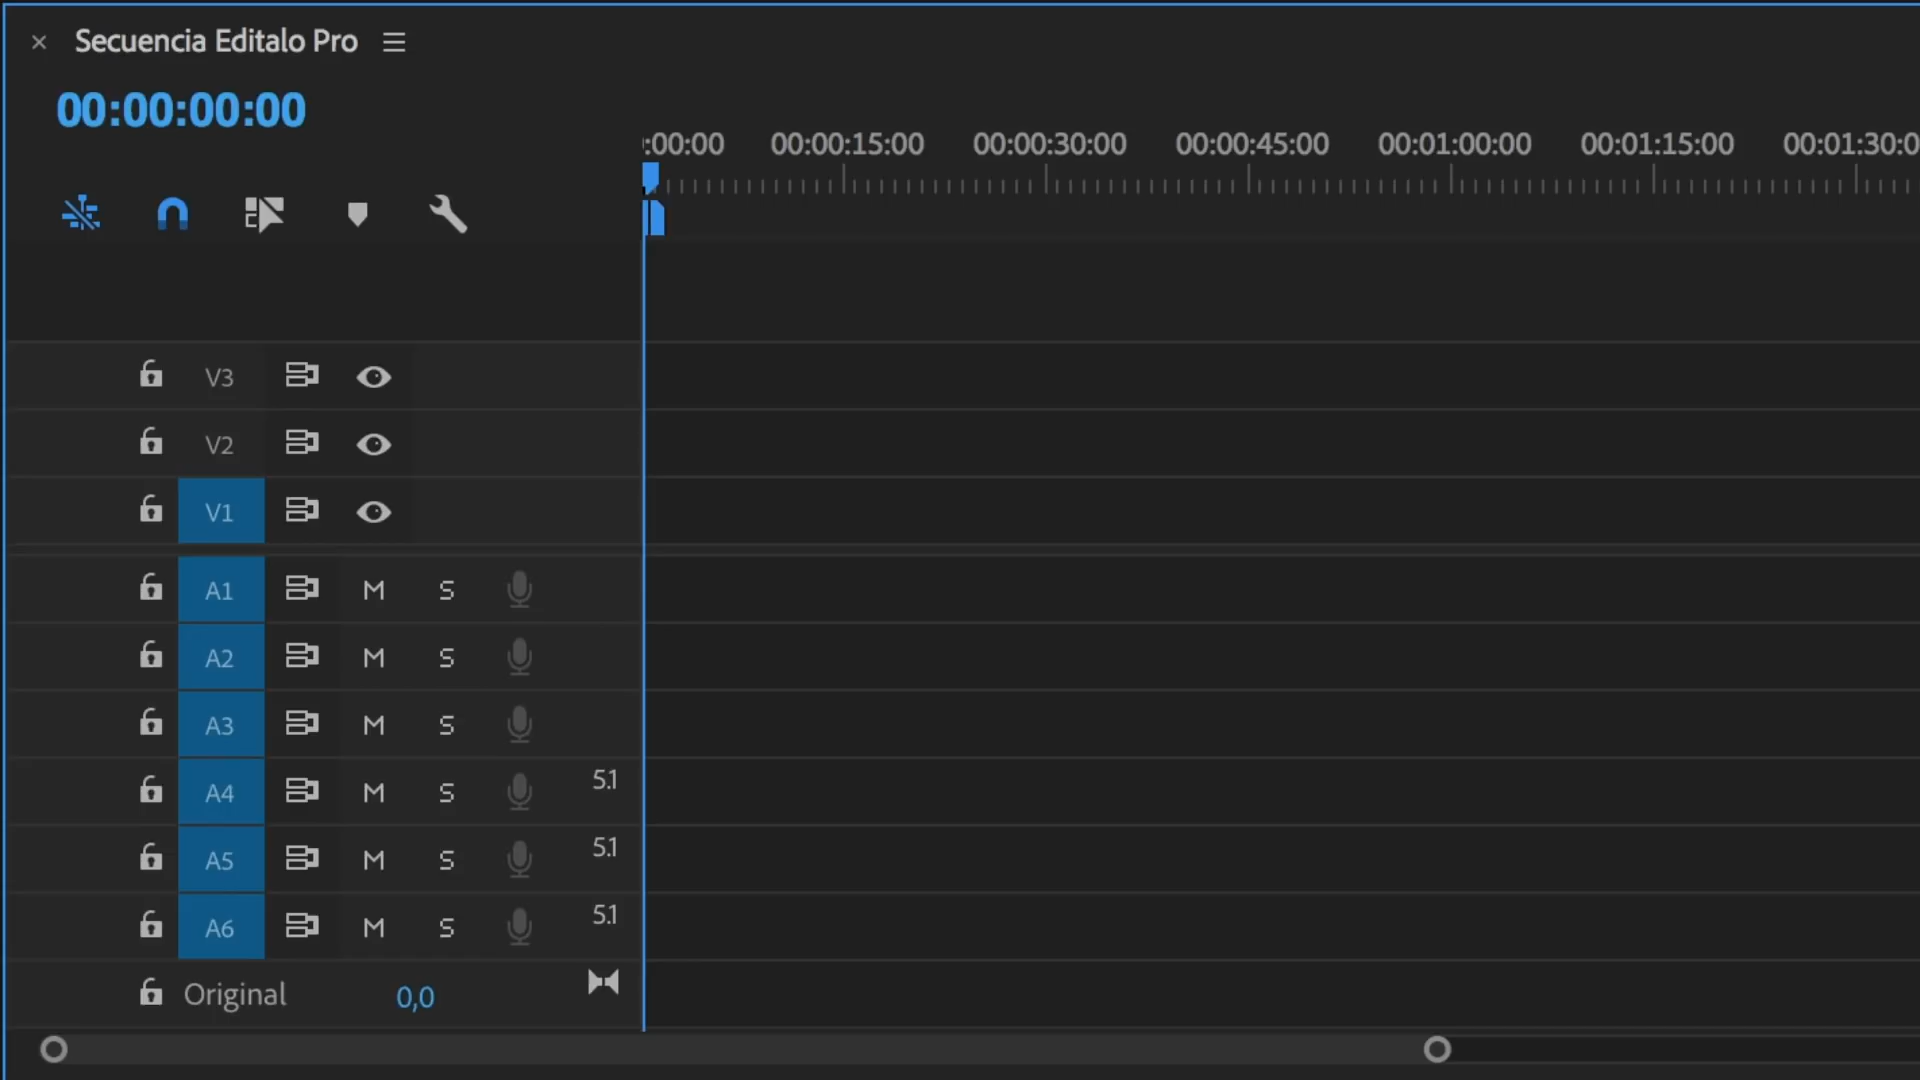 Secuencia Editalo Pro
00:00:00:00
:00:00 00:00:15:00 00:00:30:00 00:00:45:00 00:01:00:00 00:01:15:00 00:01:30:0
V3
V2
V1
A1 M S
A2 M S
A3 M S
A4 M S 5.1
A5 M S 5.1
A6 M S 5.1
Original 0,0